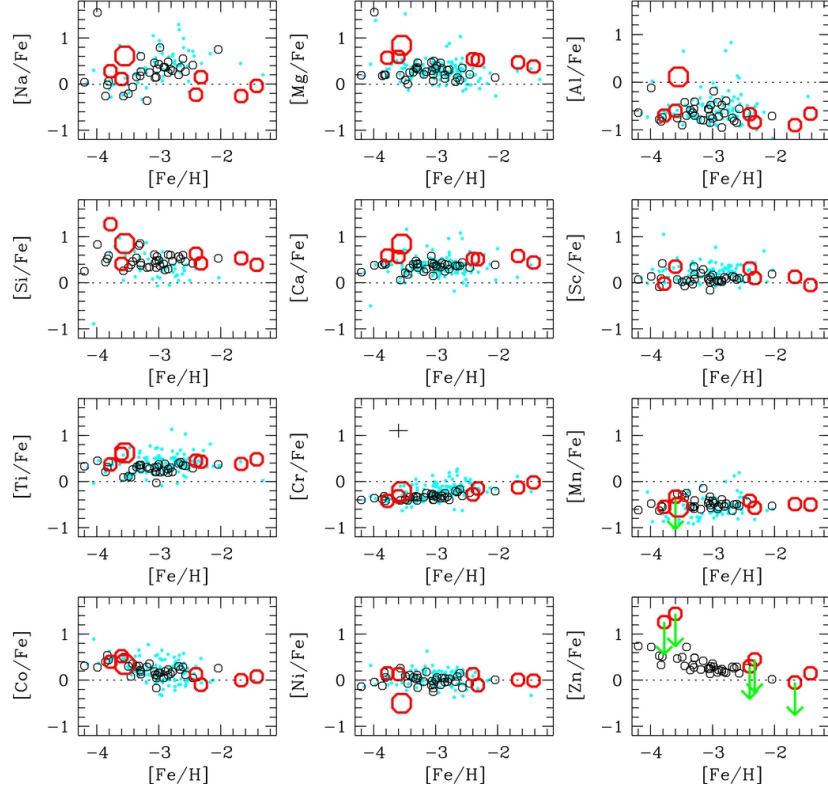 [Na/Fe] 1 0 −1 −4 −3 −2 [Fe/H]
[Mg/Fe] 1 0 −1 −4 −3 −2 [Fe/H]
[Al/Fe] 1 0 −1 −4 −3 −2 [Fe/H]
[Si/Fe] 1 0 −1 −4 −3 −2 [Fe/H]
[Ca/Fe] 1 0 −1 −4 −3 −2 [Fe/H]
[Sc/Fe] 1 0 −1 −4 −3 −2 [Fe/H]
[Ti/Fe] 1 0 −1 −4 −3 −2 [Fe/H]
[Cr/Fe] 1 0 −1 −4 −3 −2 [Fe/H]
[Mn/Fe] 1 0 −1 −4 −3 −2 [Fe/H]
[Co/Fe] 1 0 −1 −4 −3 −2 [Fe/H]
[Ni/Fe] 1 0 −1 −4 −3 −2 [Fe/H]
[Zn/Fe] 1 0 −1 −4 −3 −2 [Fe/H]